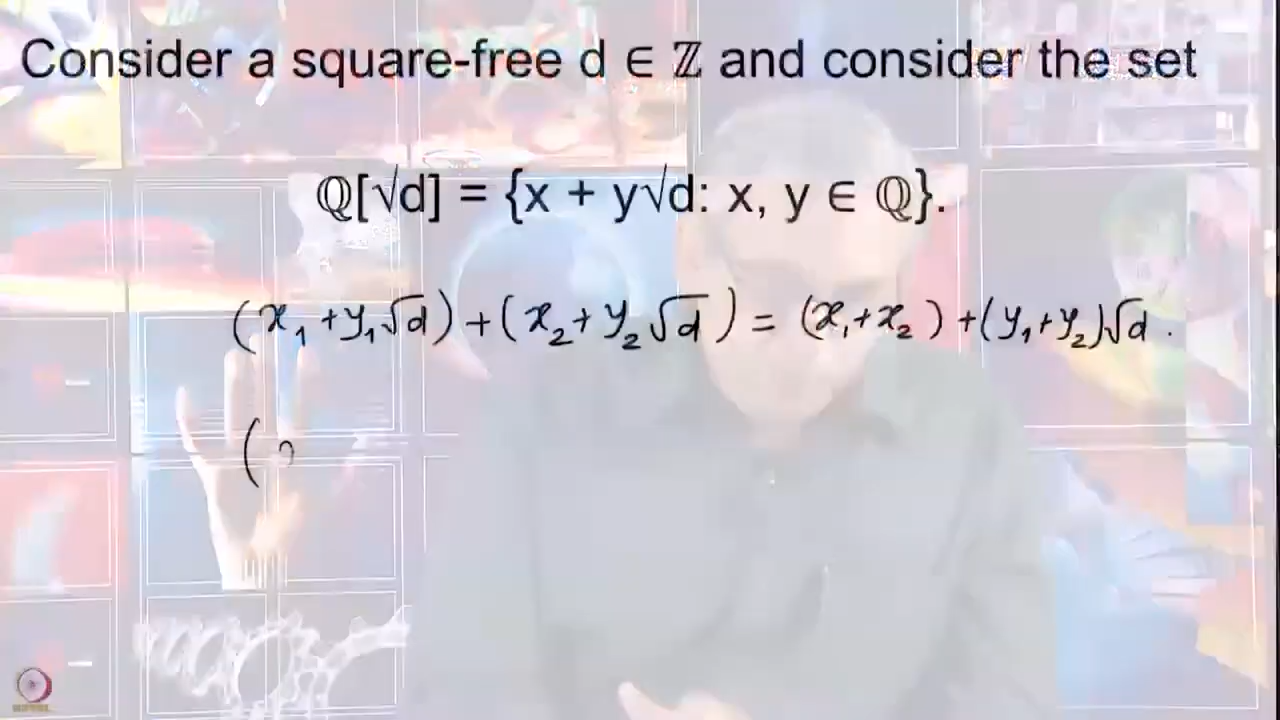 Consider a square-free d ∈ ℤ and consider the set
ℚ[√d] = {x + y√d: x, y ∈ ℚ}.
(x₁ + y₁√d) + (x₂ + y₂√d) = (x₁ + x₂) + (y₁ + y₂)√d .
(